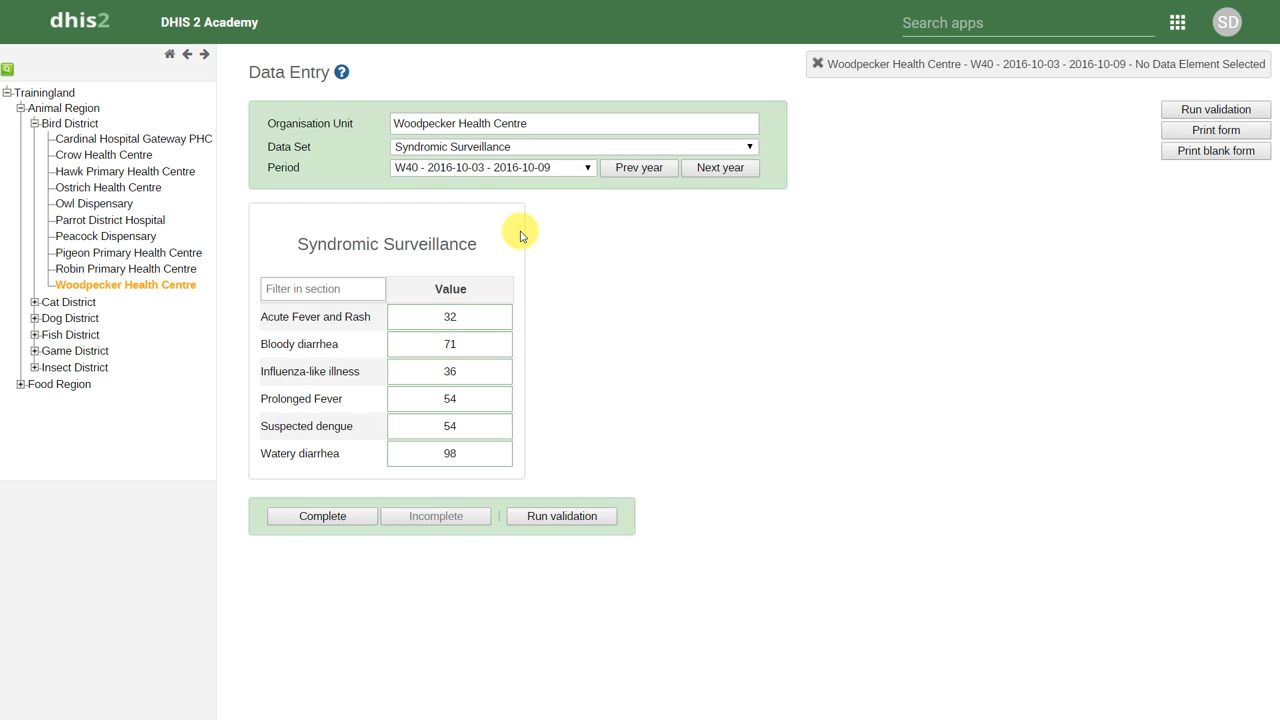 dhis2
DHIS 2 Academy
Search apps
SD
Trainingland
Animal Region
Bird District
Cardinal Hospital Gateway PHC
Crow Health Centre
Hawk Primary Health Centre
Ostrich Health Centre
Owl Dispensary
Parrot District Hospital
Peacock Dispensary
Pigeon Primary Health Centre
Robin Primary Health Centre
Woodpecker Health Centre
Cat District
Dog District
Fish District
Game District
Insect District
Food Region
Data Entry ?
Woodpecker Health Centre - W40 - 2016-10-03 - 2016-10-09 - No Data Element Selected
Organisation Unit Woodpecker Health Centre
Data Set Syndromic Surveillance
Period W40 - 2016-10-03 - 2016-10-09 Prev year Next year
Run validation
Print form
Print blank form
Syndromic Surveillance
Filter in section Value
Acute Fever and Rash 32
Bloody diarrhea 71
Influenza-like illness 36
Prolonged Fever 54
Suspected dengue 54
Watery diarrhea 98
Complete Incomplete | Run validation